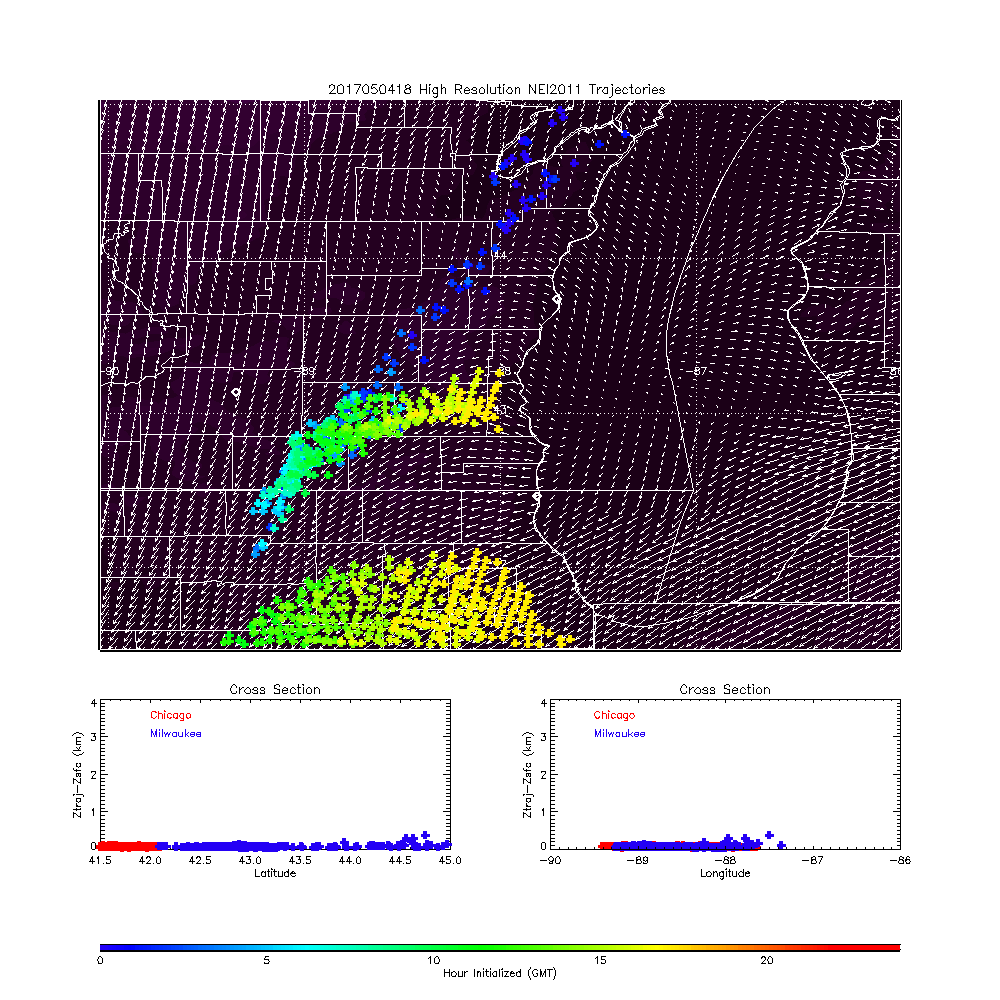 2017050418 High Resolution NEI2011 Trajectories
44
90 89 88 87 86
43
Cross Section Cross Section
4 Chicago 4 Chicago
3 Milwaukee 3 Milwaukee
Ztraj-Zsfc (km) Ztraj-Zsfc (km)
2 2
1 1
0 0
41.5 42.0 42.5 43.0 43.5 44.0 44.5 45.0 -90 -89 -88 -87 -86
Latitude Longitude
0 5 10 15 20
Hour Initialized (GMT)